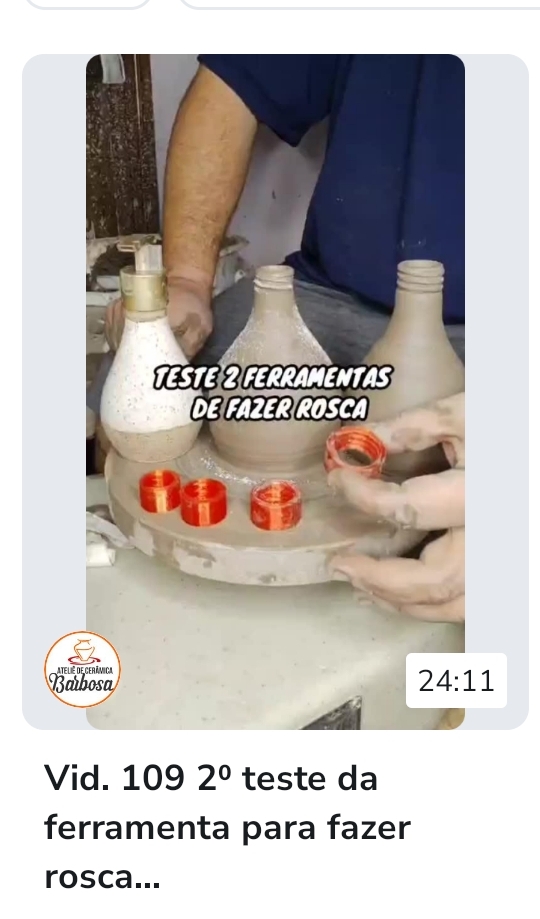 TESTE 2 FERRAMENTAS
DE FAZER ROSCA
ATELIÊ DE CERÂMICA
Barbosa
24:11
Vid. 109 2º teste da
ferramenta para fazer
rosca...